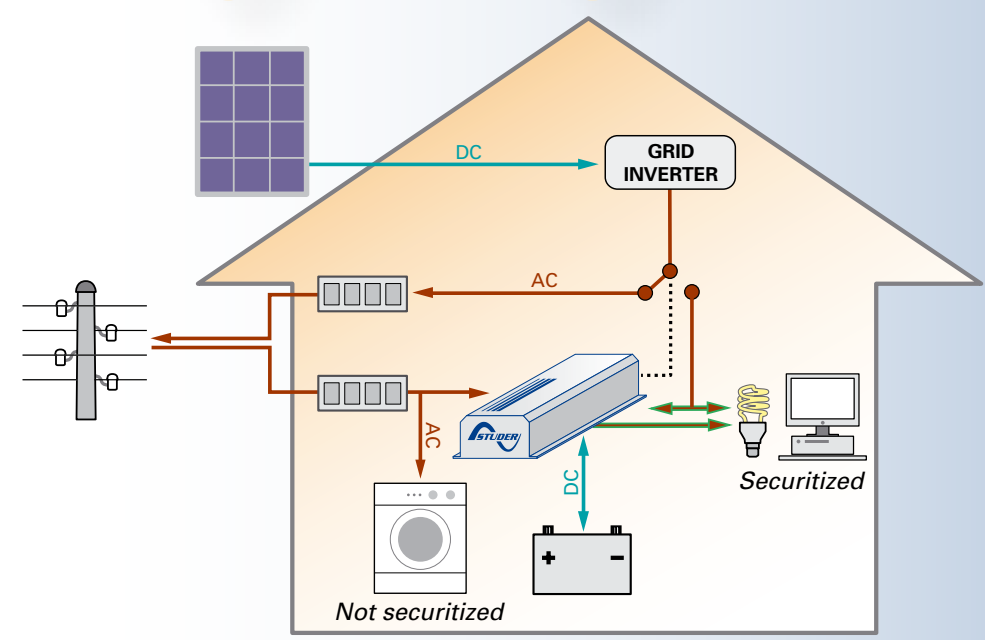 DC
GRID
INVERTER
AC
AC
STUDER
DC
+ −
Securitized
Not securitized